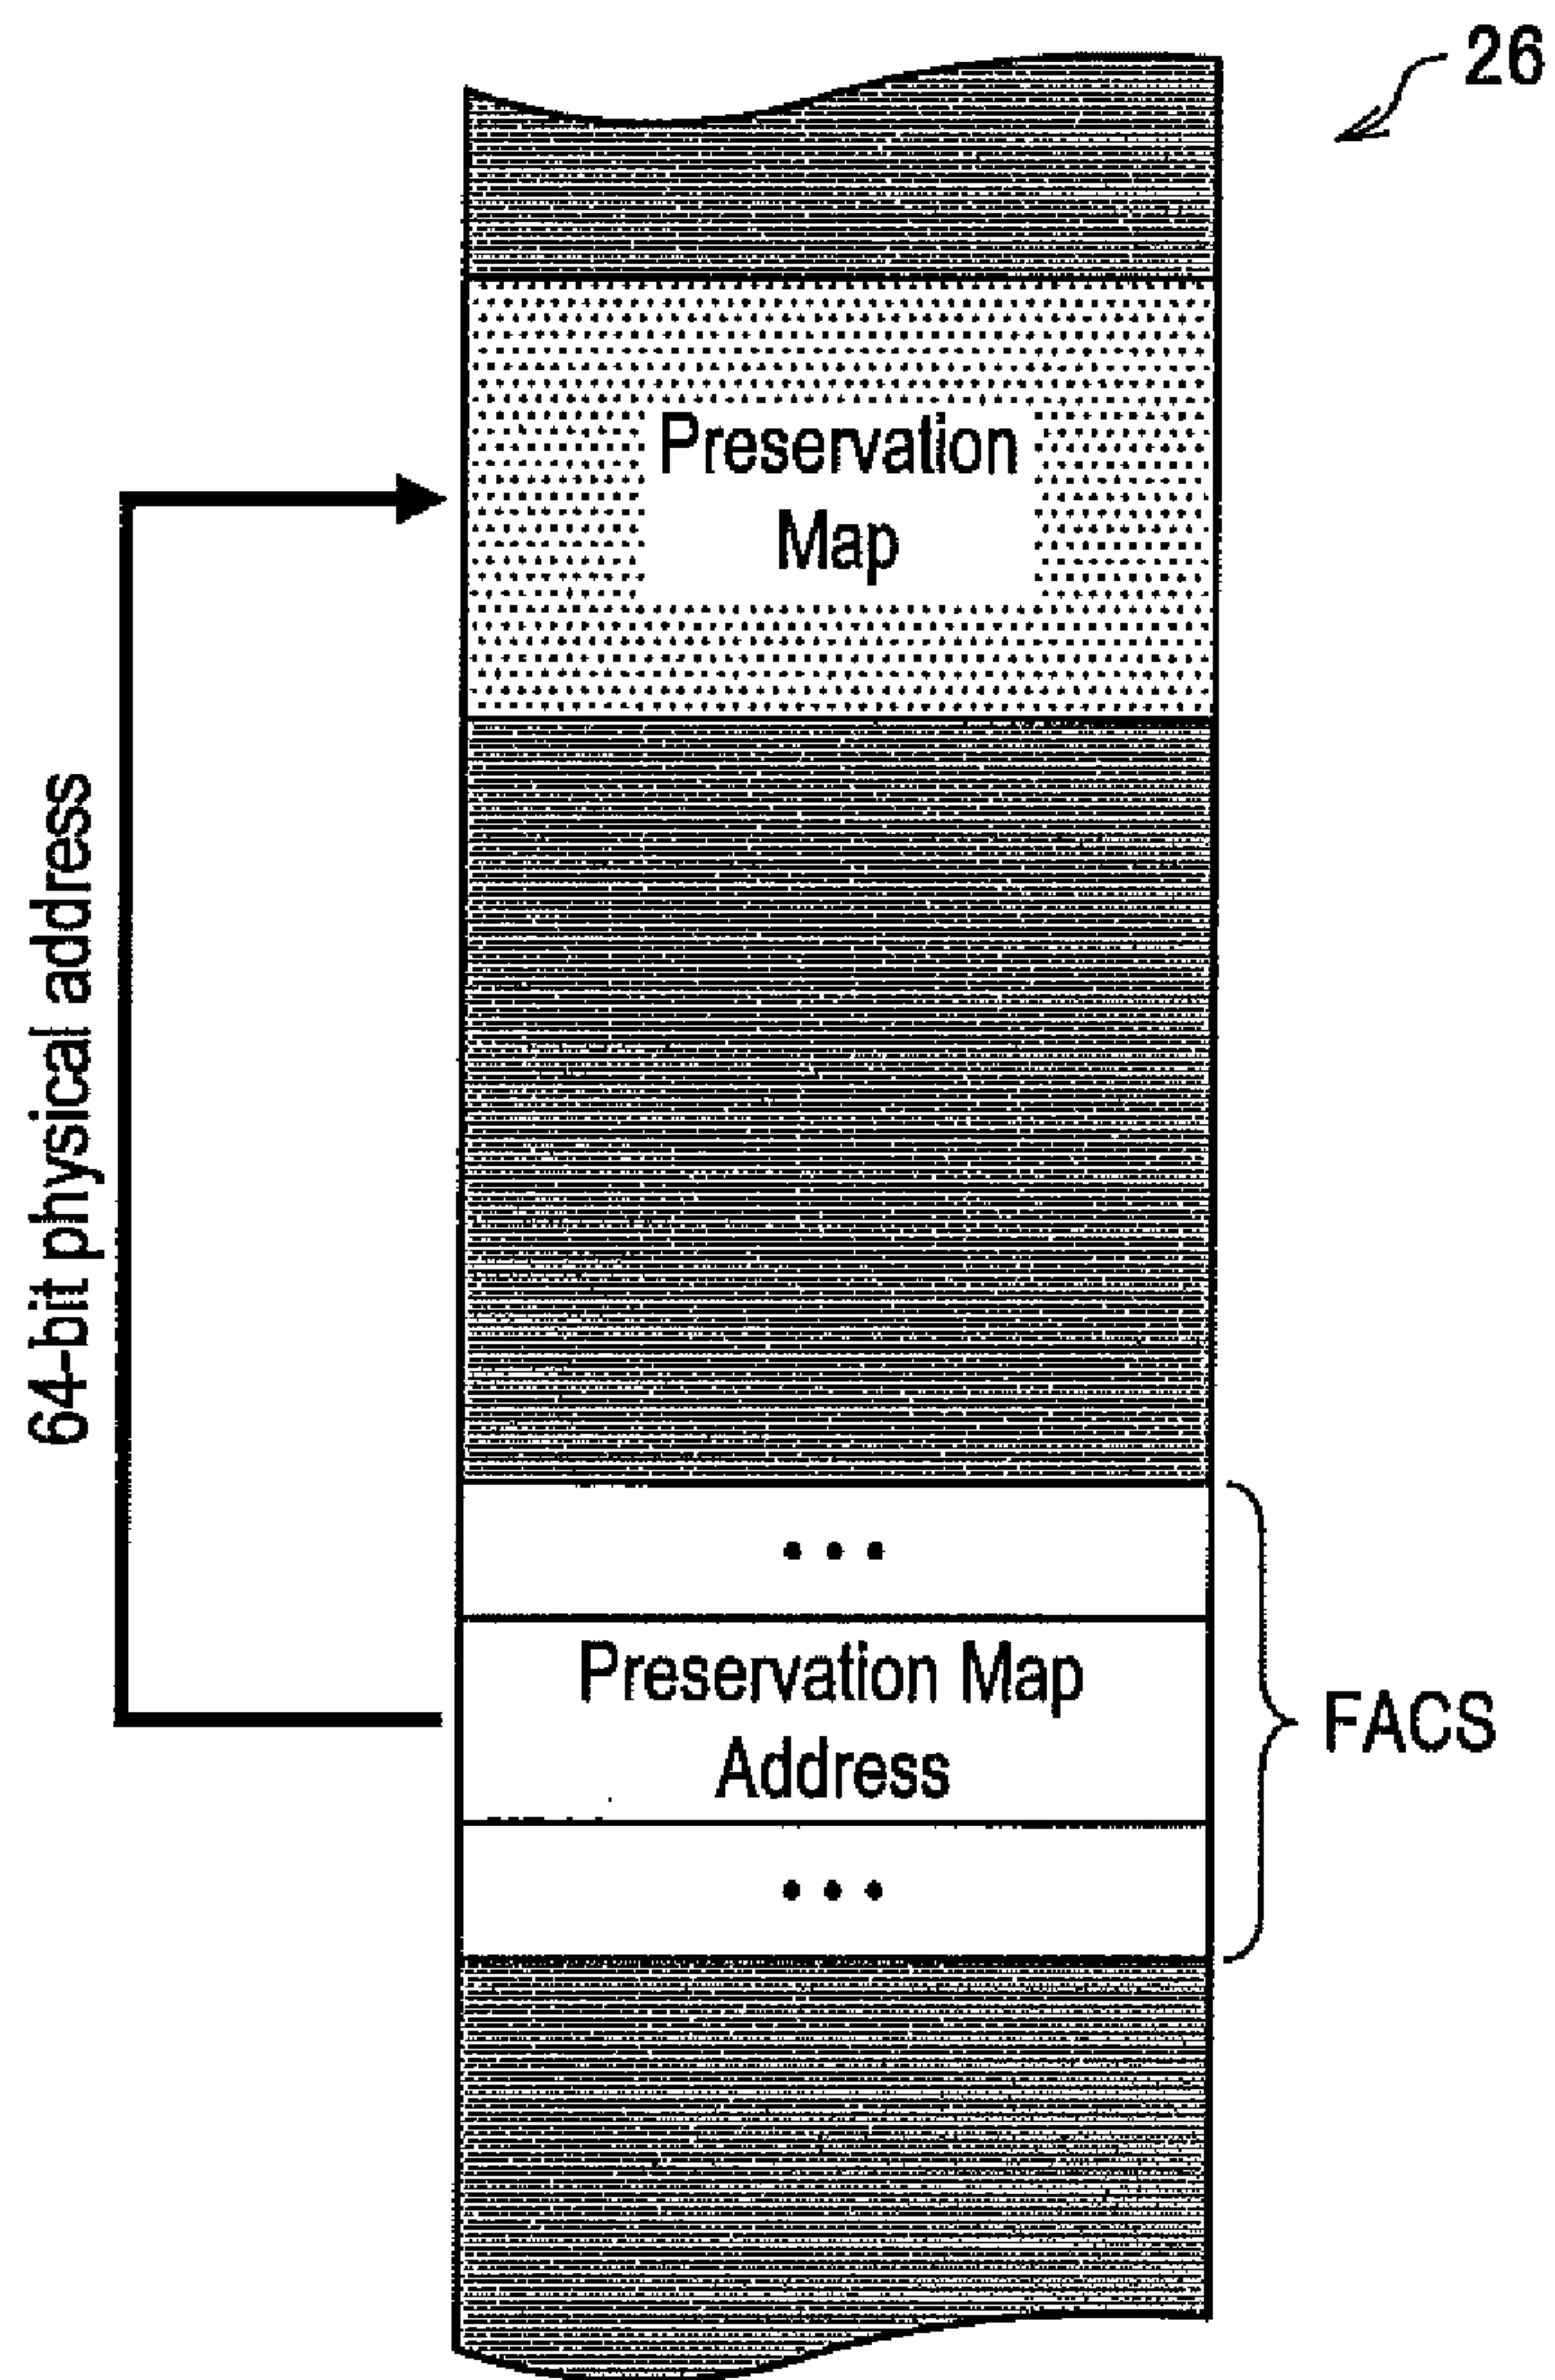 26
Preservation
Map
64-bit physical address
• • •
Preservation Map
Address
FACS
• • •